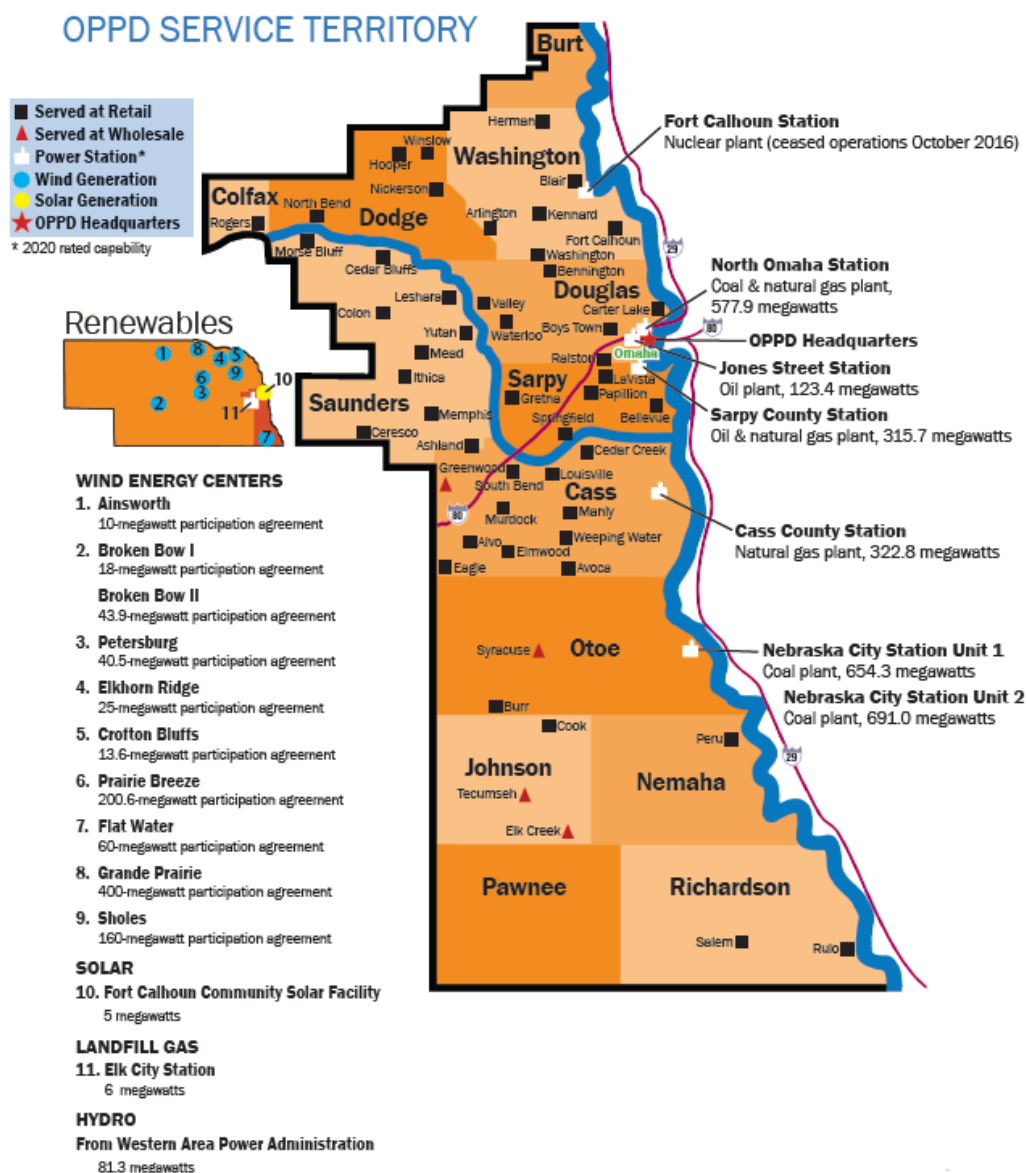 OPPD SERVICE TERRITORY
Served at Retail
Served at Wholesale
Power Station*
Wind Generation
Solar Generation
OPPD Headquarters
* 2020 rated capability
Burt
Herman
Washington
Blair
Winslow
Hooper
Nickerson
Colfax
Rogers
North Bend
Dodge
Arlington
Kennard
Fort Calhoun
Morse Bluff
Cedar Bluffs
Washington
Bennington
Douglas
Leshara
Valley
Carter Lake
Colon
Waterloo
Boys Town
Yutan
Omaha
Mead
Ralston
Ithica
Sarpy
LaVista
Papillion
Saunders
Gretna
Memphis
Springfield
Bellevue
Ceresco
Ashland
Cedar Creek
Greenwood
South Bend
Louisville
Cass
Murdock
Manly
Alvo
Elmwood
Weeping Water
Eagle
Avoca
Syracuse
Otoe
Burr
Cook
Peru
Johnson
Nemaha
Tecumseh
Elk Creek
Pawnee
Richardson
Salem
Rulo
29
80
80
29
Fort Calhoun Station
Nuclear plant (ceased operations October 2016)
North Omaha Station
Coal & natural gas plant,
577.9 megawatts
OPPD Headquarters
Jones Street Station
Oil plant, 123.4 megawatts
Sarpy County Station
Oil & natural gas plant, 315.7 megawatts
Cass County Station
Natural gas plant, 322.8 megawatts
Nebraska City Station Unit 1
Coal plant, 654.3 megawatts
Nebraska City Station Unit 2
Coal plant, 691.0 megawatts
Renewables
1
8
4
5
9
6
3
2
10
11
7
WIND ENERGY CENTERS
1. Ainsworth
10-megawatt participation agreement
2. Broken Bow I
18-megawatt participation agreement
Broken Bow II
43.9-megawatt participation agreement
3. Petersburg
40.5-megawatt participation agreement
4. Elkhorn Ridge
25-megawatt participation agreement
5. Crofton Bluffs
13.6-megawatt participation agreement
6. Prairie Breeze
200.6-megawatt participation agreement
7. Flat Water
60-megawatt participation agreement
8. Grande Prairie
400-megawatt participation agreement
9. Sholes
160-megawatt participation agreement
SOLAR
10. Fort Calhoun Community Solar Facility
5 megawatts
LANDFILL GAS
11. Elk City Station
6 megawatts
HYDRO
From Western Area Power Administration
81.3 megawatts